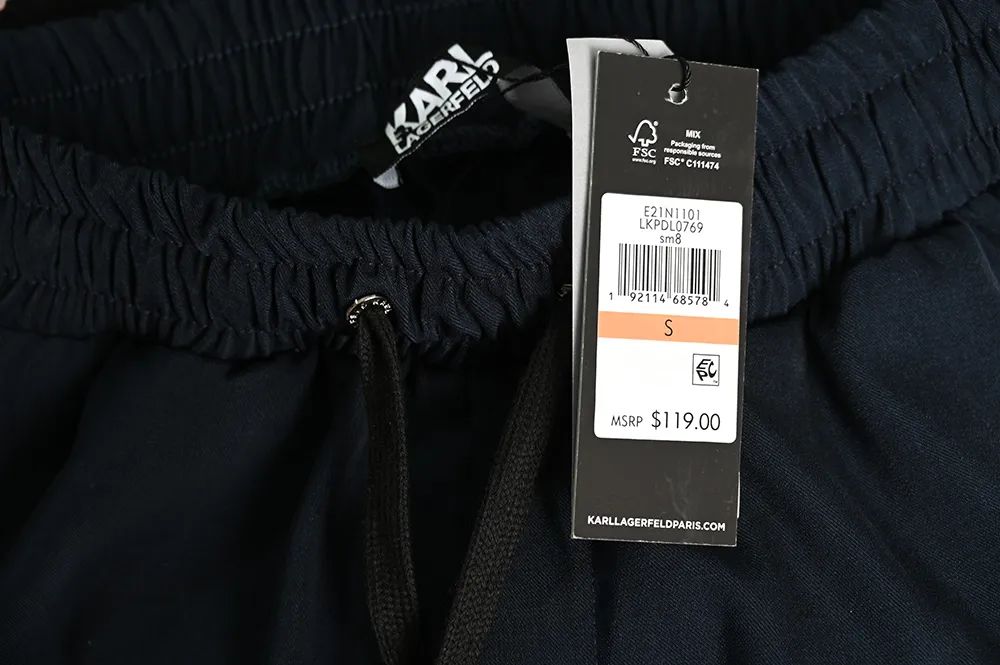 KARL
LAGERFELD
FSC®
www.fsc.org
MIX
Packaging from
responsible sources
FSC® C111474
E21N1101
LKPDL0769
sm8
1 92114 68578 4
S
EPC™
MSRP $119.00
KARLLAGERFELDPARIS.COM